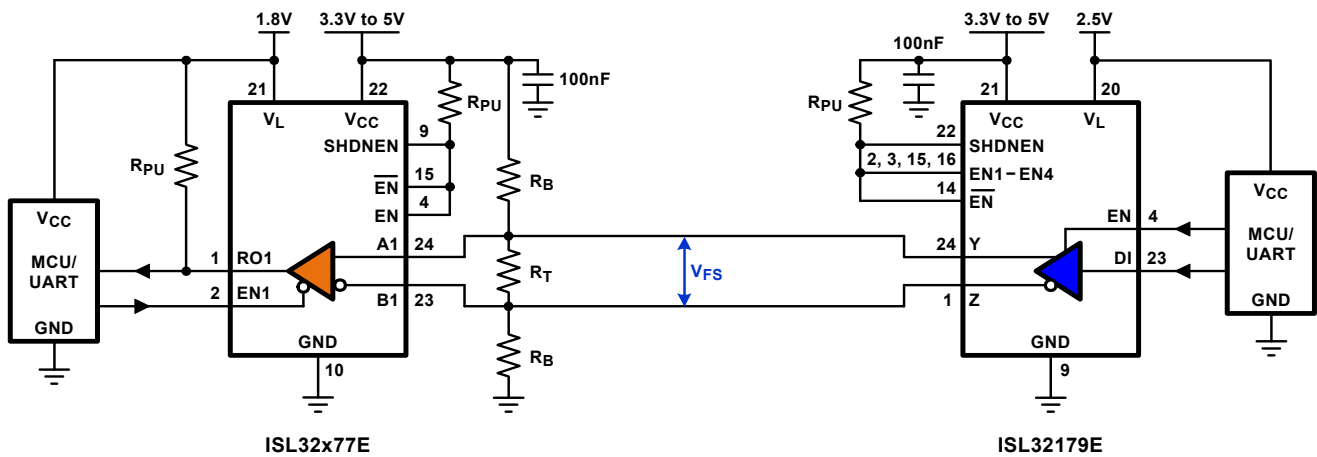 1.8V
3.3V to 5V
3.3V to 5V
2.5V
100nF
21
22
100nF
21
20
RPU
RPU
VL
VCC
VCC
VL
9
SHDNEN
22
SHDNEN
RPU
15
EN
RB
2, 3, 15, 16
EN1–EN4
14
EN
VCC
4
EN
EN
4
VCC
MCU/
UART
A1
24
24
Y
MCU/
UART
1
RO1
RT
VFS
DI
23
2
EN1
B1
23
1
Z
GND
GND
RB
GND
GND
10
9
ISL32x77E
ISL32179E